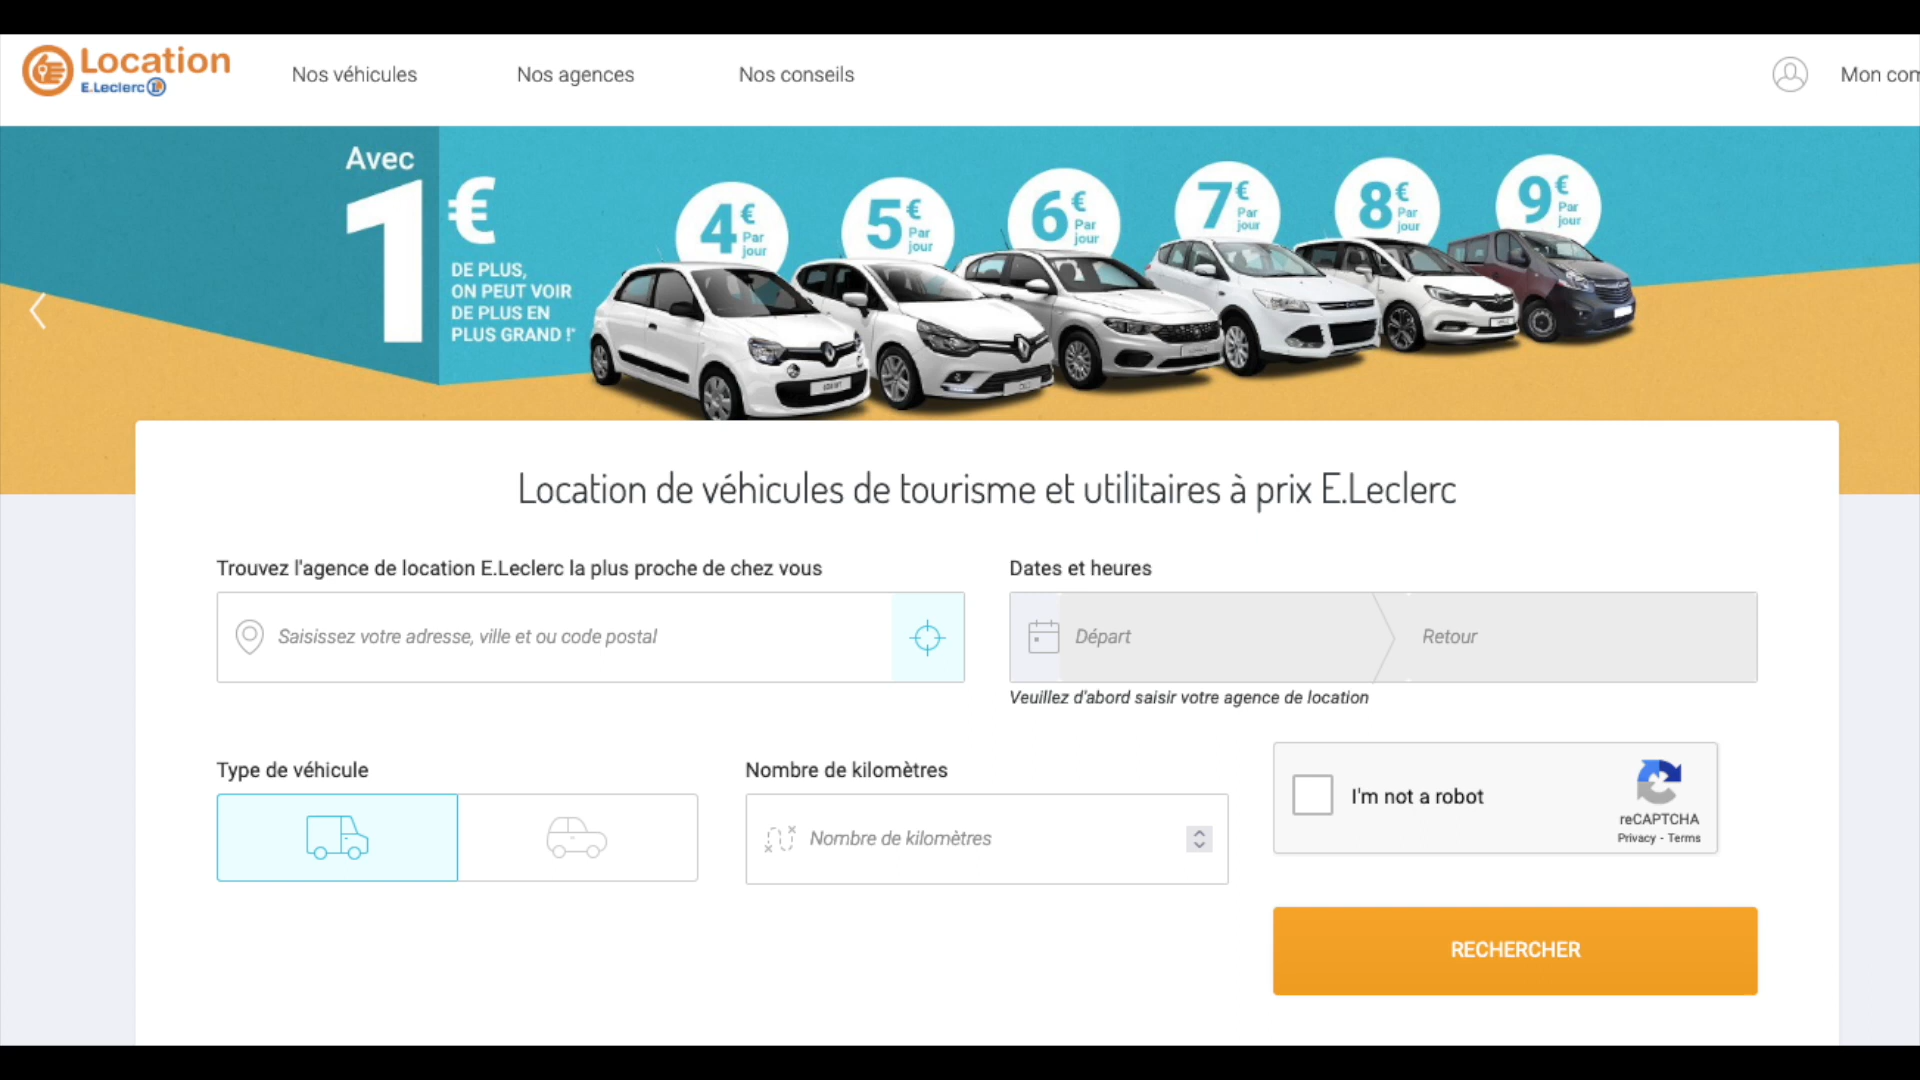 Location
E.Leclerc
Nos véhicules
Nos agences
Nos conseils
Mon com
Avec
1€
DE PLUS,
ON PEUT VOIR
DE PLUS EN
PLUS GRAND !*
4€ Par jour
5€ Par jour
6€ Par jour
7€ Par jour
8€ Par jour
9€ Par jour
Location de véhicules de tourisme et utilitaires à prix E.Leclerc
Trouvez l'agence de location E.Leclerc la plus proche de chez vous
Saisissez votre adresse, ville et ou code postal
Dates et heures
Départ
Retour
Veuillez d'abord saisir votre agence de location
Type de véhicule
Nombre de kilomètres
Nombre de kilomètres
I'm not a robot
reCAPTCHA
Privacy - Terms
RECHERCHER